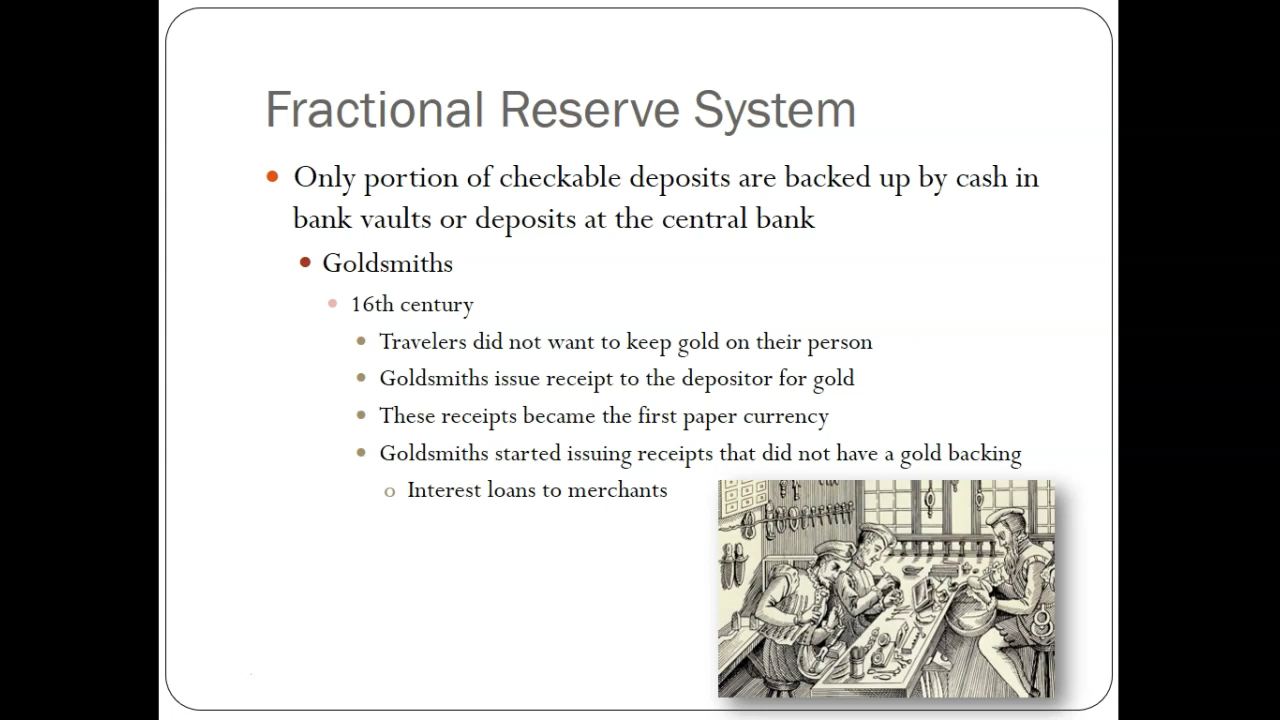 Fractional Reserve System
Only portion of checkable deposits are backed up by cash in
bank vaults or deposits at the central bank
Goldsmiths
16th century
Travelers did not want to keep gold on their person
Goldsmiths issue receipt to the depositor for gold
These receipts became the first paper currency
Goldsmiths started issuing receipts that did not have a gold backing
Interest loans to merchants